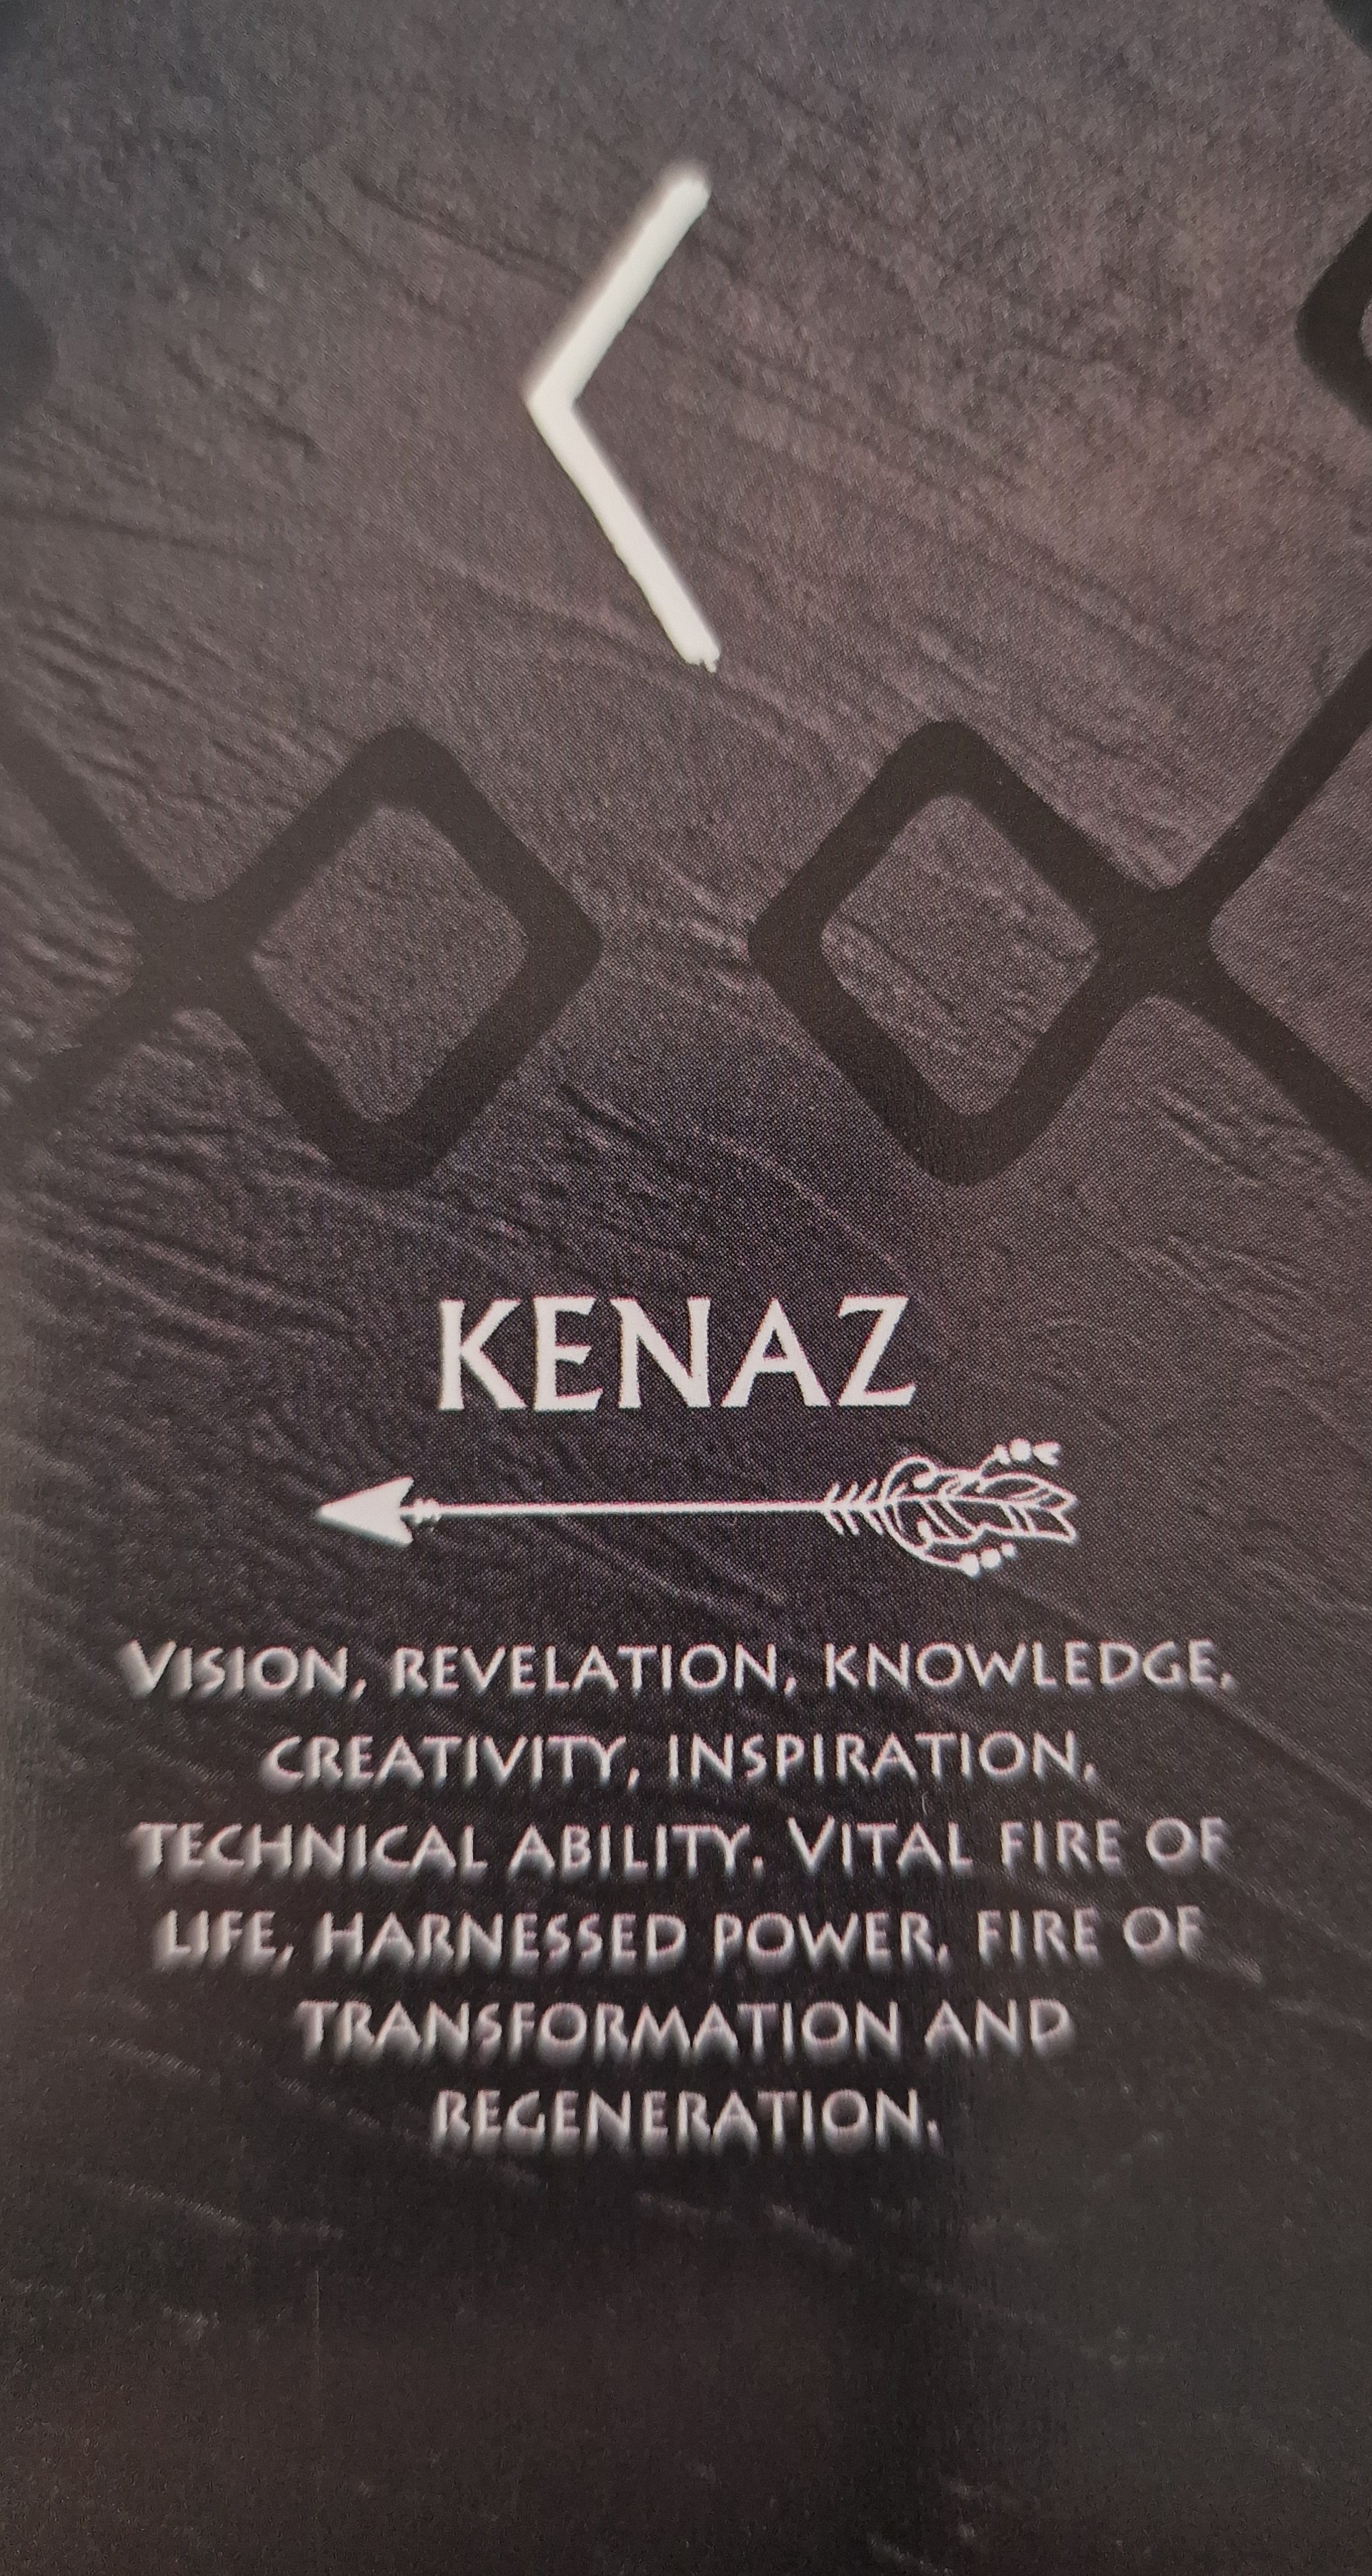 KENAZ
VISION, REVELATION, KNOWLEDGE,
CREATIVITY, INSPIRATION,
TECHNICAL ABILITY. VITAL FIRE OF
LIFE, HARNESSED POWER, FIRE OF
TRANSFORMATION AND
REGENERATION.